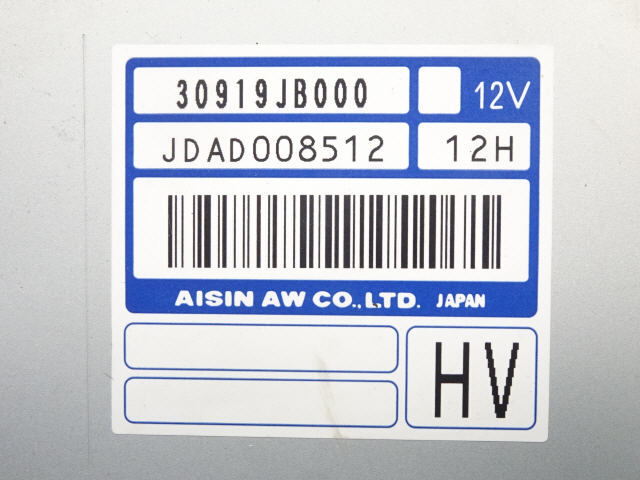 30919JB000 12V
JDAD008512 12H
AISIN AW CO.,LTD. JAPAN
HV